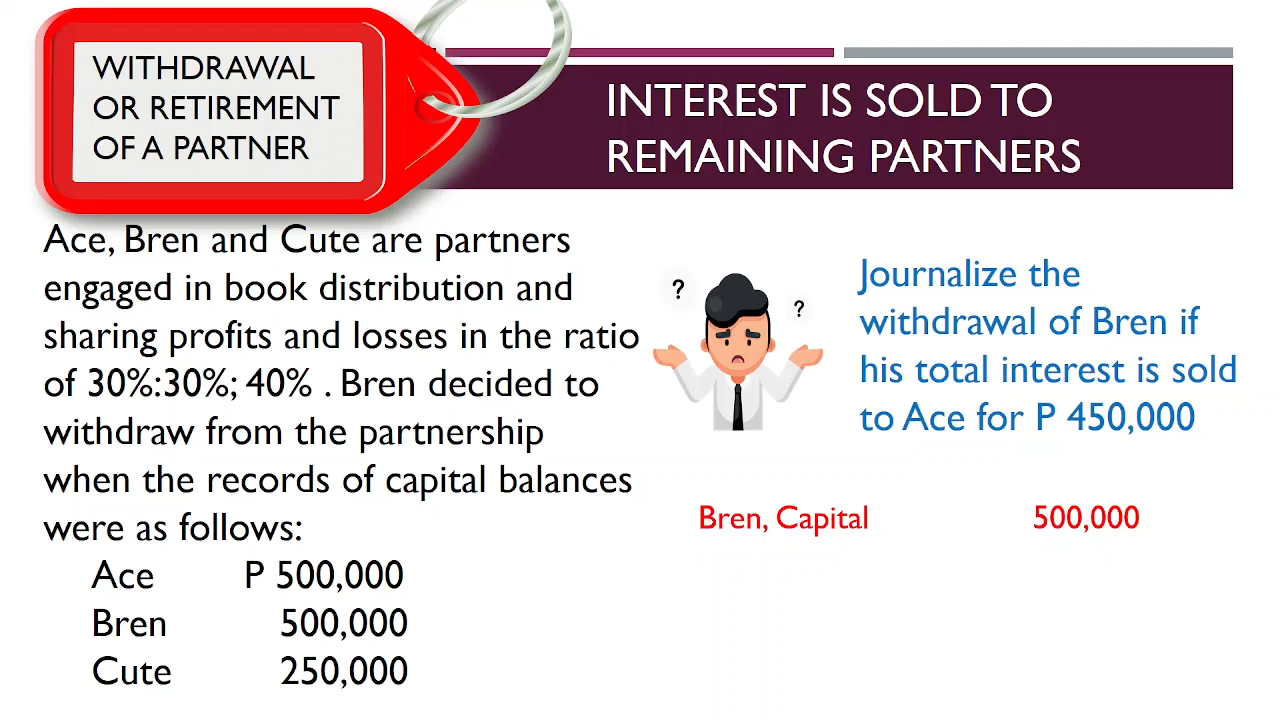 WITHDRAWAL
OR RETIREMENT
OF A PARTNER
INTEREST IS SOLD TO
REMAINING PARTNERS
Ace, Bren and Cute are partners
engaged in book distribution and
sharing profits and losses in the ratio
of 30%:30%; 40% . Bren decided to
withdraw from the partnership
when the records of capital balances
were as follows:
Ace P 500,000
Bren 500,000
Cute 250,000
? ?
Journalize the
withdrawal of Bren if
his total interest is sold
to Ace for P 450,000
Bren, Capital 500,000